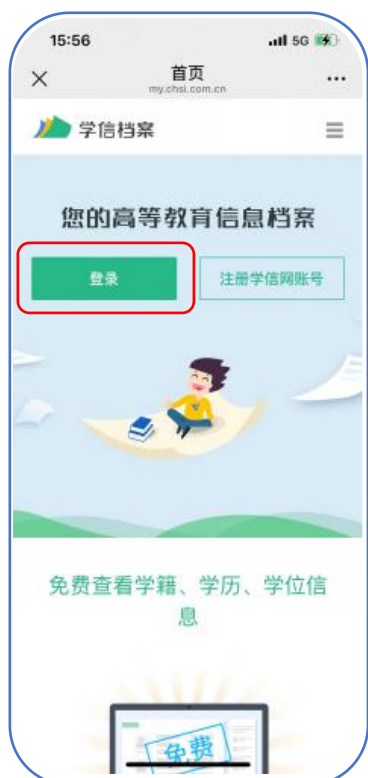 15:56 5G
首页
my.chsi.com.cn
学信档案
您的高等教育信息档案
登录 注册学信网账号
免费查看学籍、学历、学位信
息
免费